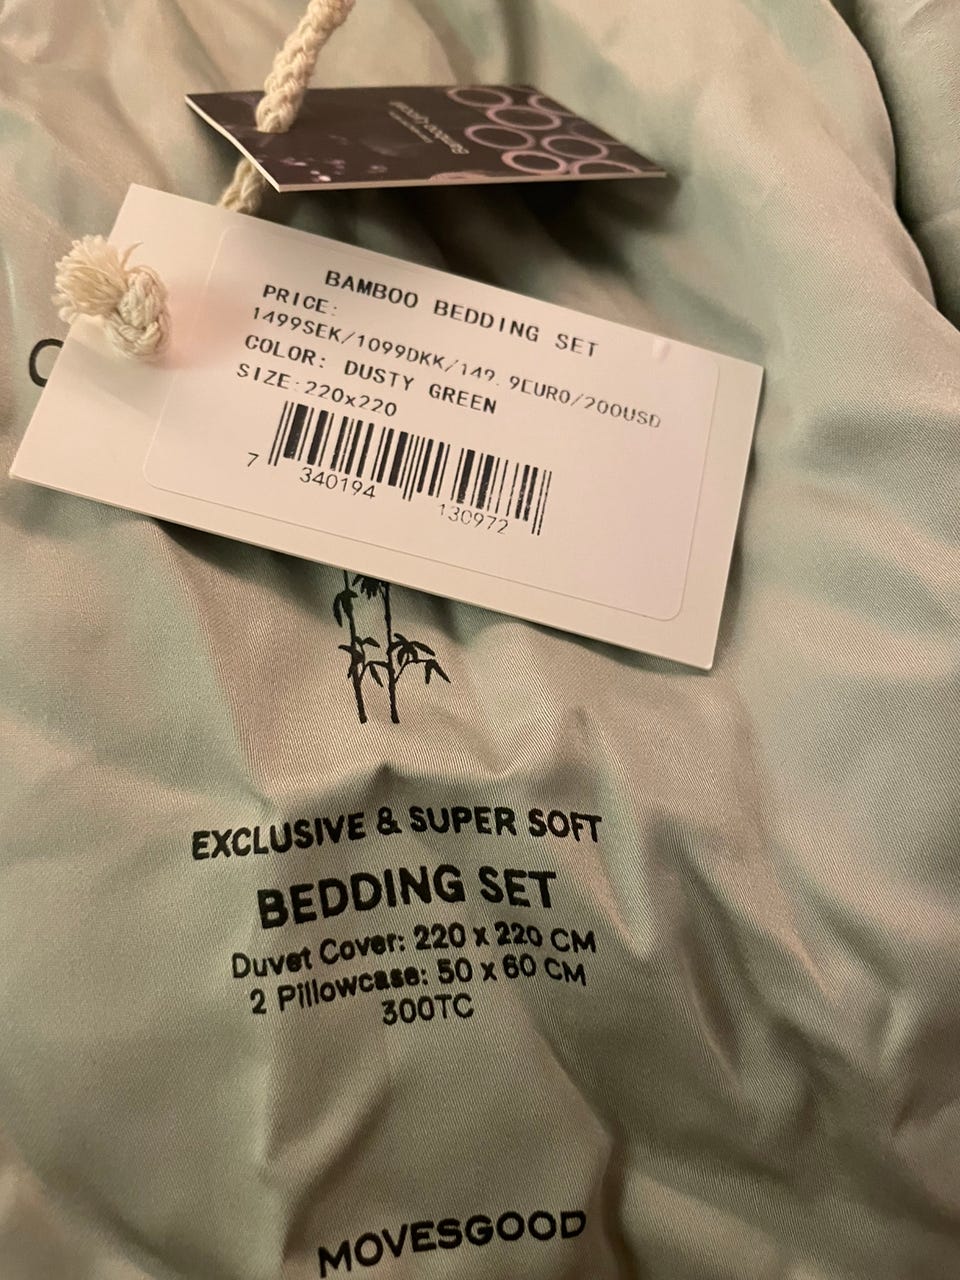 Bamboo
BAMBOO BEDDING SET
PRICE:
1499SEK/1099DKK/149.9EURO/200USD
COLOR: DUSTY GREEN
SIZE:220x220
7 340194 130972
EXCLUSIVE & SUPER SOFT
BEDDING SET
Duvet Cover: 220 x 220 CM
2 Pillowcase: 50 x 60 CM
300TC
MOVESGOOD